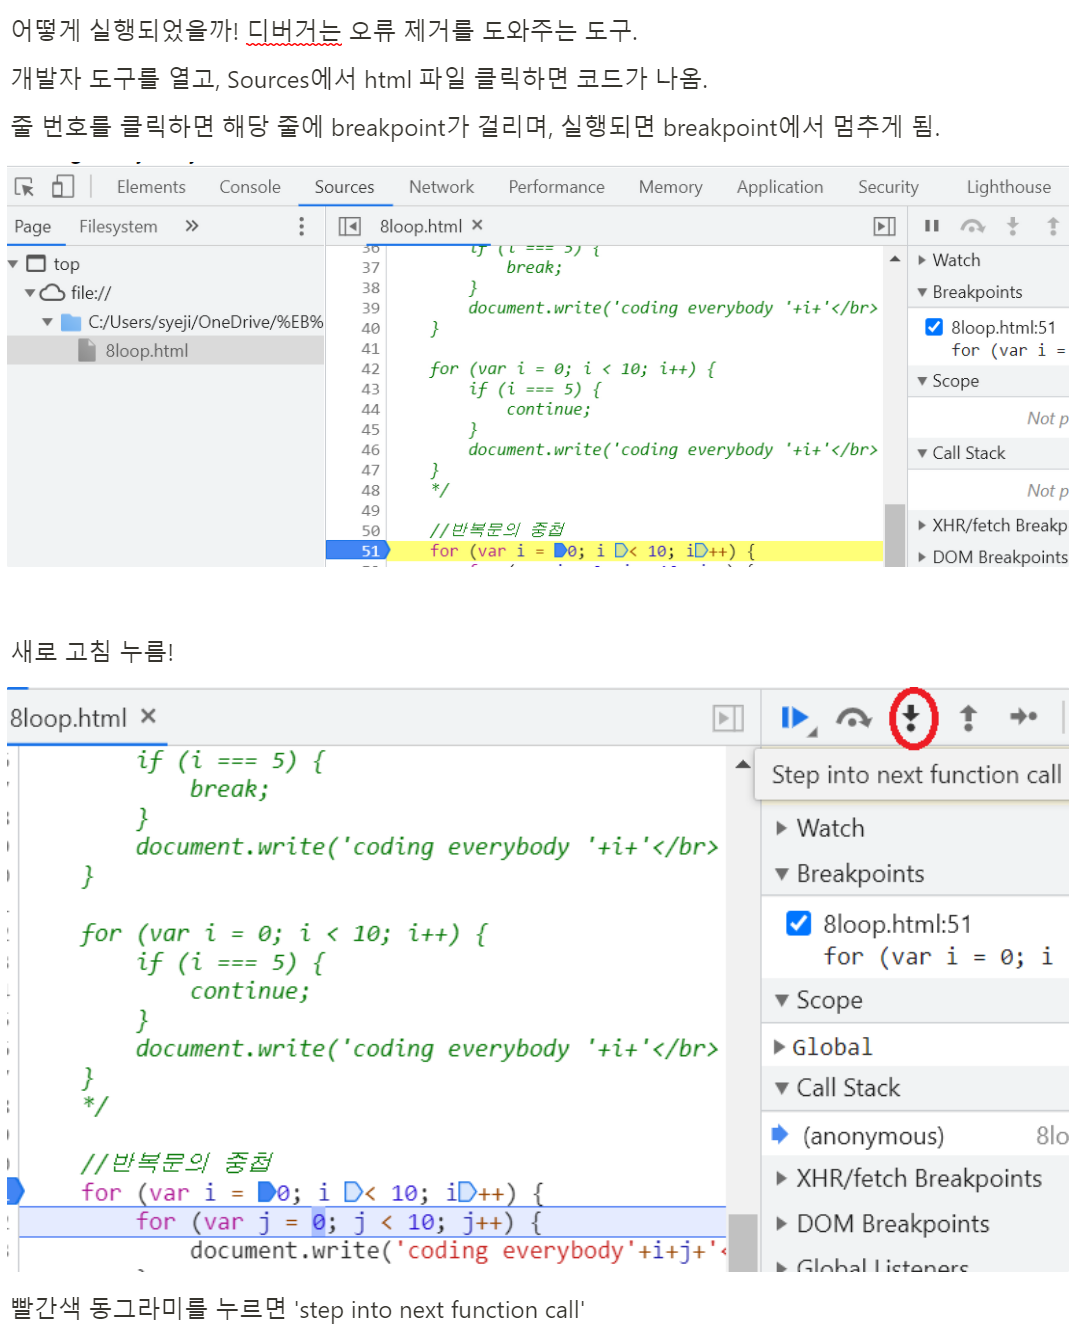 어떻게 실행되었을까! 디버거는 오류 제거를 도와주는 도구.
개발자 도구를 열고, Sources에서 html 파일 클릭하면 코드가 나옴.
줄 번호를 클릭하면 해당 줄에 breakpoint가 걸리며, 실행되면 breakpoint에서 멈추게 됨.
Elements Console Sources Network Performance Memory Application Security Lighthouse
Page Filesystem » 8loop.html ×
top
file://
C:/Users/syeji/OneDrive/%EB%
8loop.html
36 if (i === 5) {
37 break;
38 }
39 document.write('coding everybody '+i+'</br>
40 }
41
42 for (var i = 0; i < 10; i++) {
43 if (i === 5) {
44 continue;
45 }
46 document.write('coding everybody '+i+'</br>
47 }
48 */
49
50 //반복문의 중첩
51 for (var i = 0; i < 10; i++) {
Watch
Breakpoints
8loop.html:51
for (var i =
Scope
Not p
Call Stack
Not p
XHR/fetch Breakp
DOM Breakpoints
새로 고침 누름!
8loop.html ×
if (i === 5) {
break;
}
document.write('coding everybody '+i+'</br>
}
for (var i = 0; i < 10; i++) {
if (i === 5) {
continue;
}
document.write('coding everybody '+i+'</br>
}
*/
//반복문의 중첩
for (var i = 0; i < 10; i++) {
for (var j = 0; j < 10; j++) {
document.write('coding everybody'+i+j+'<
Step into next function call
Watch
Breakpoints
8loop.html:51
for (var i = 0; i
Scope
Global
Call Stack
(anonymous) 8lo
XHR/fetch Breakpoints
DOM Breakpoints
Global Listeners
빨간색 동그라미를 누르면 'step into next function call'